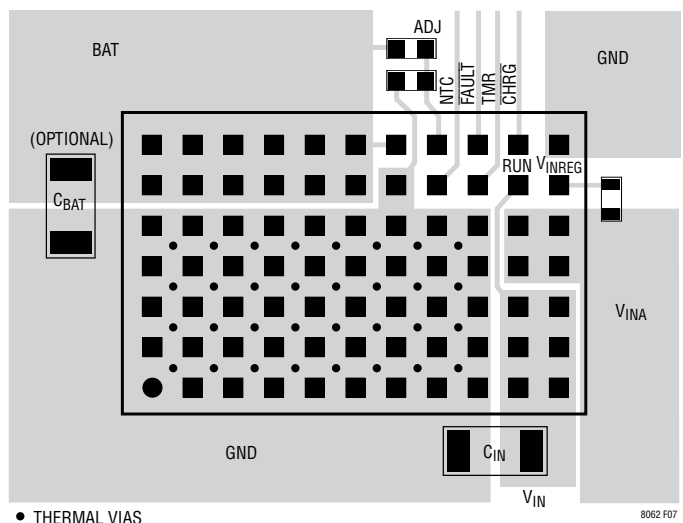 BAT
ADJ
GND
NTC
FAULT
TMR
CHRG
(OPTIONAL)
CBAT
RUN VINREG
VINA
GND
CIN
VIN
● THERMAL VIAS
8062 F07